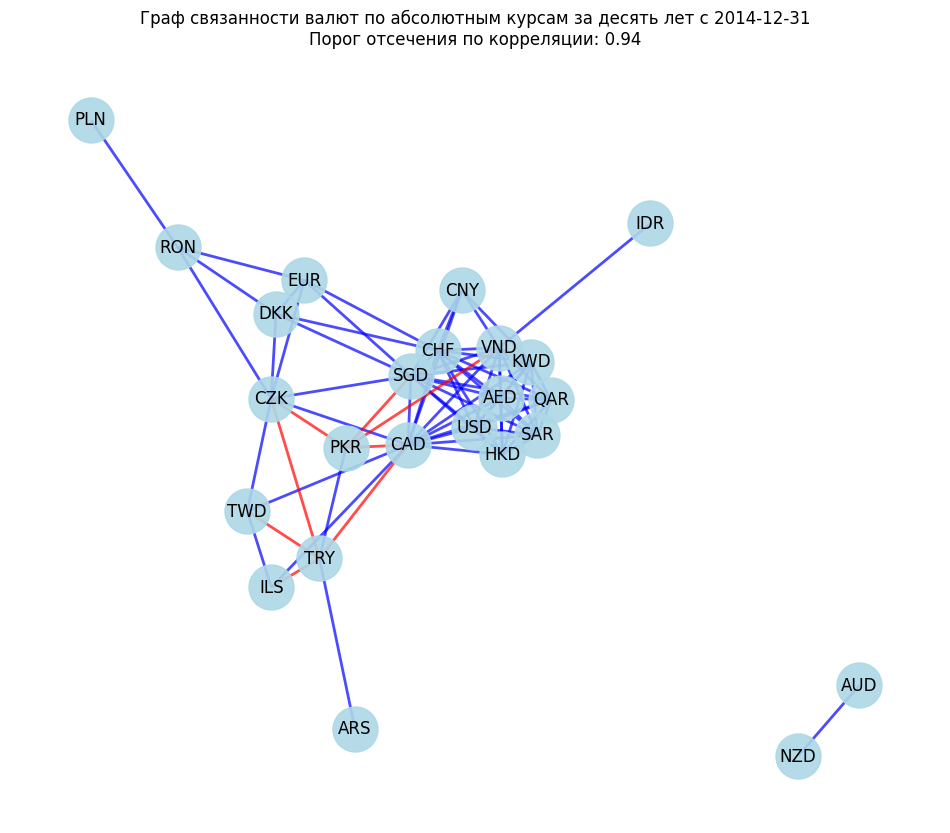 Граф связанности валют по абсолютным курсам за десять лет с 2014-12-31
Порог отсечения по корреляции: 0.94
PLN
IDR
RON
EUR
CNY
DKK
CHF
VND
KWD
SGD
CZK
AED
QAR
USD
SAR
PKR
CAD
HKD
TWD
TRY
ILS
AUD
ARS
NZD